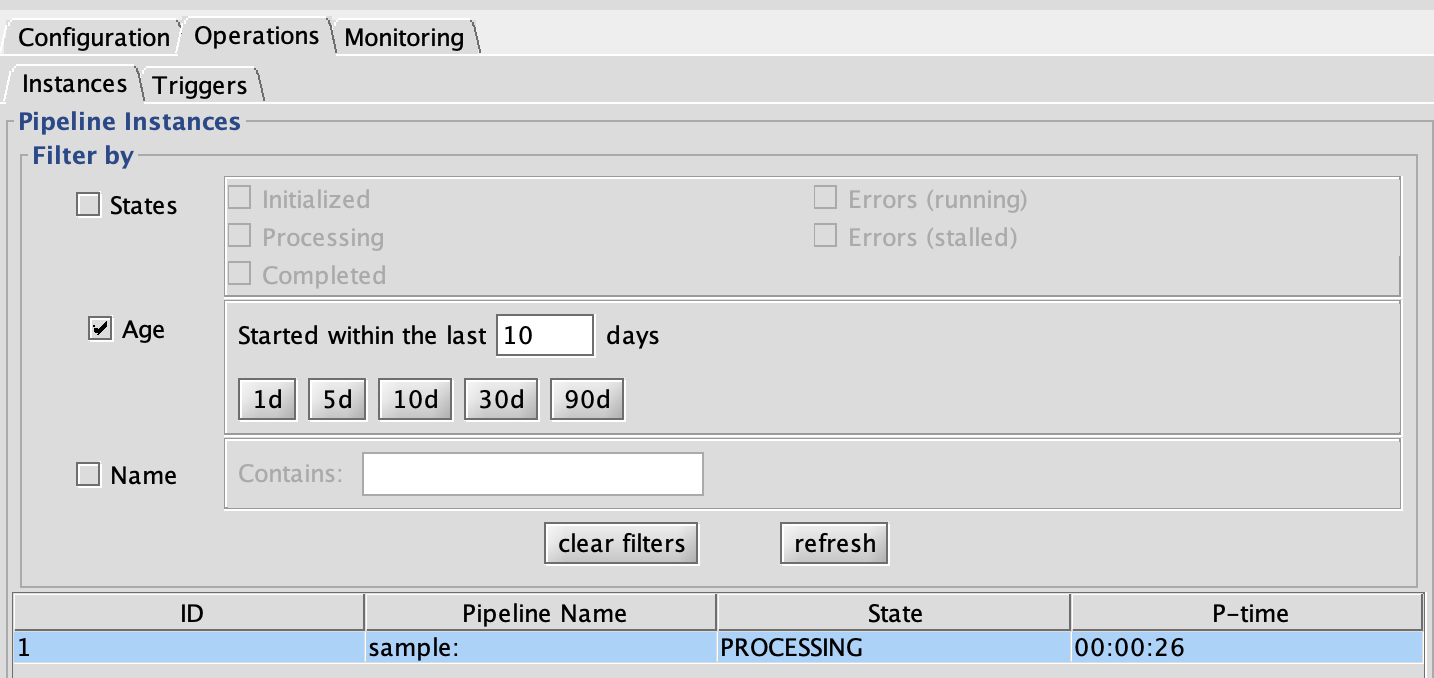 Configuration Operations Monitoring
Instances Triggers
Pipeline Instances
Filter by
States Initialized Errors (running)
Processing Errors (stalled)
Completed
Age Started within the last 10 days
1d 5d 10d 30d 90d
Name Contains:
clear filters refresh
ID Pipeline Name State P-time
1 sample: PROCESSING 00:00:26